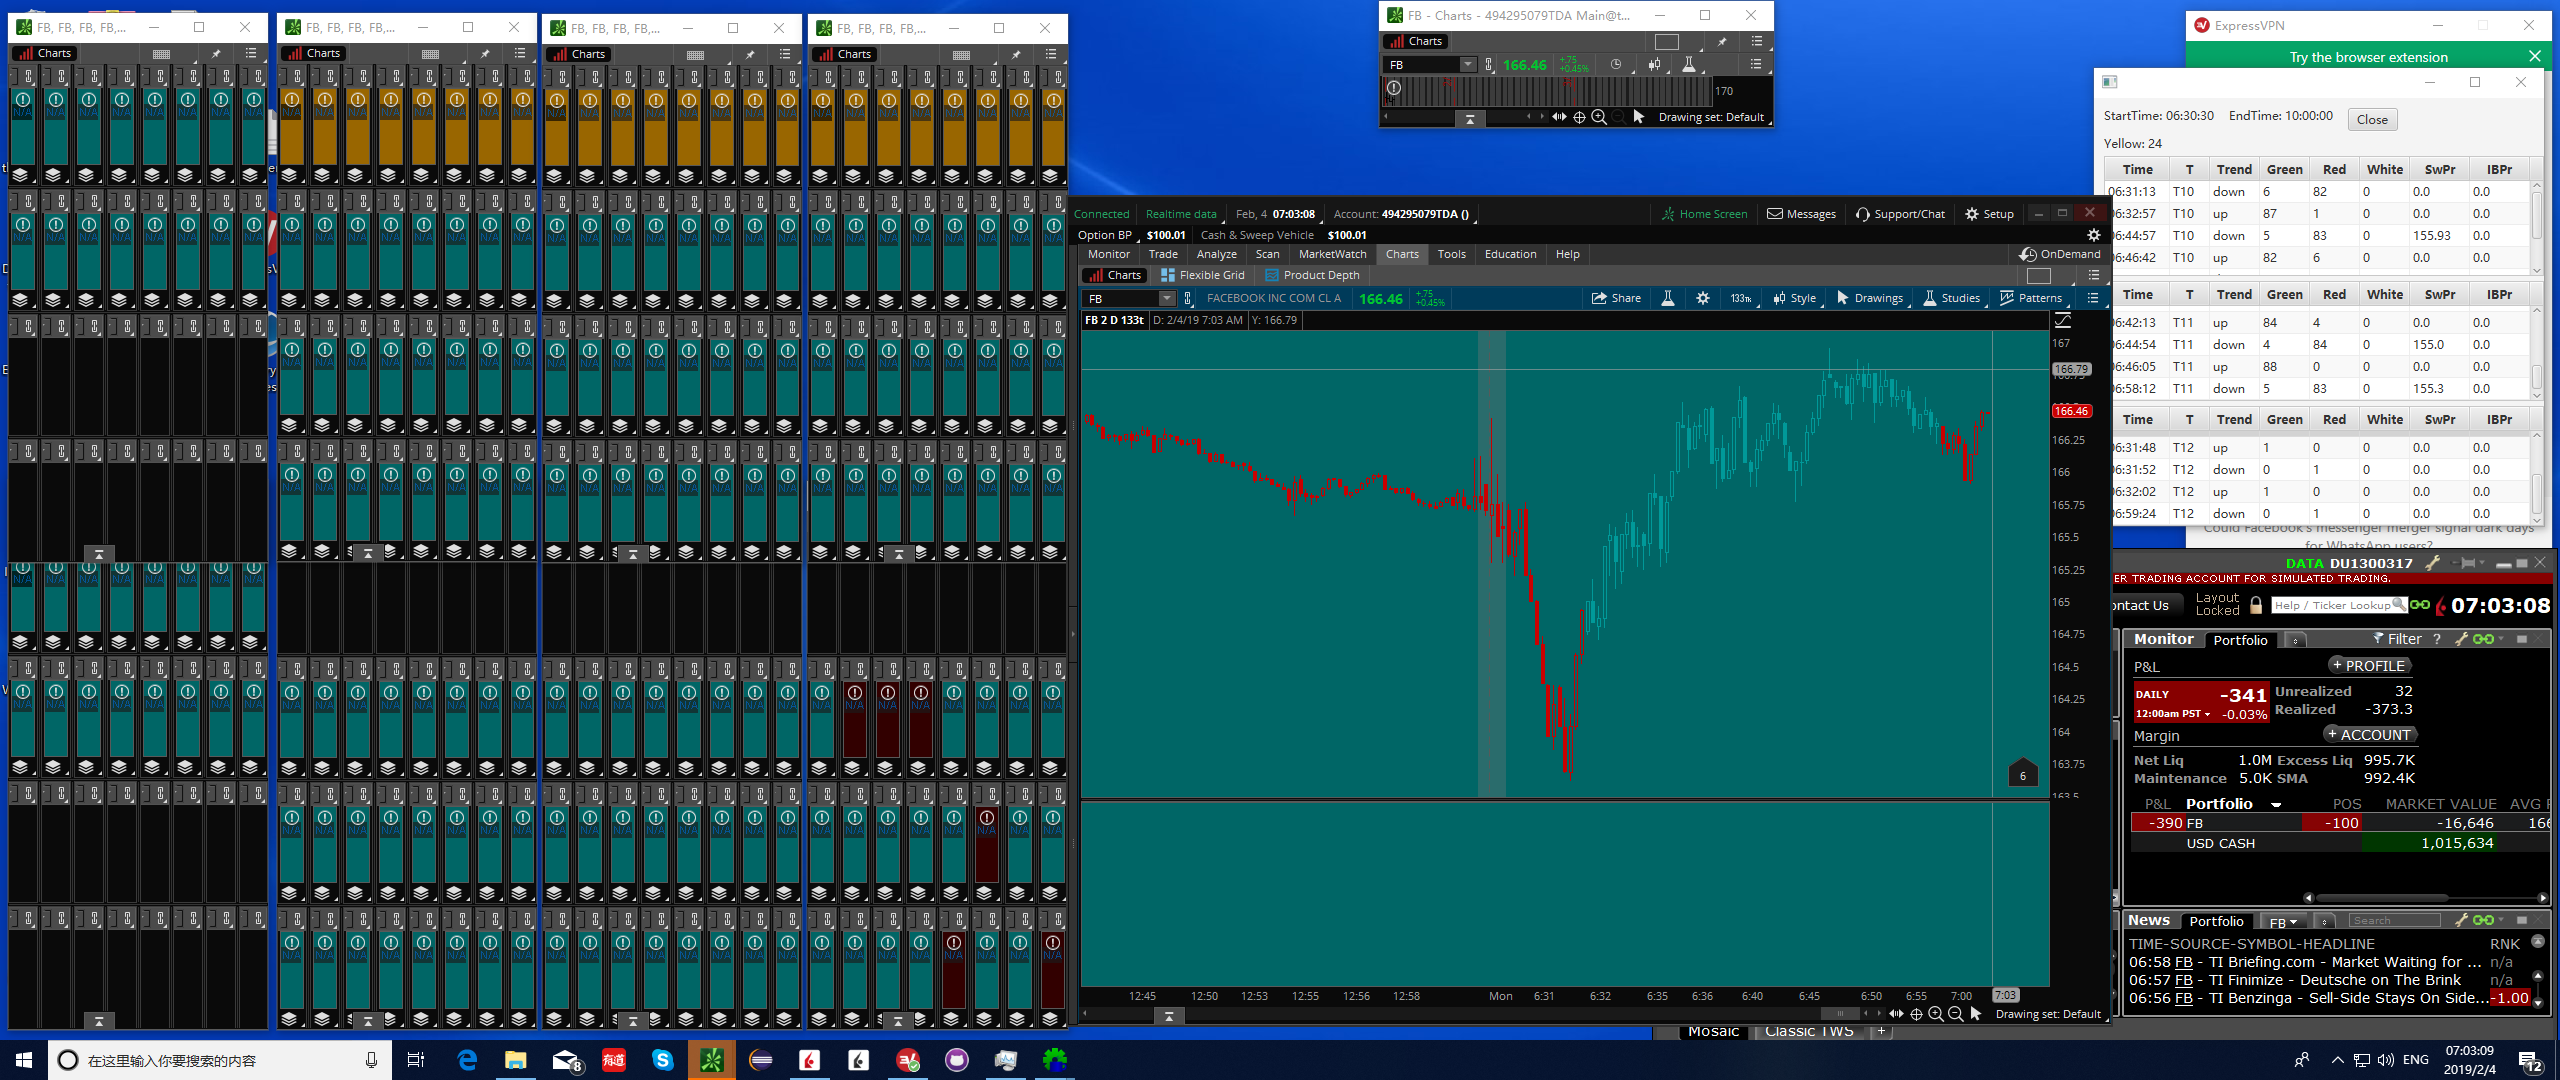 FB, FB, FB, FB,...
Charts
FB, FB, FB, FB,...
Charts
FB, FB, FB, FB,...
Charts
FB, FB, FB, FB,...
Charts
N/A
FB - Charts - 494295079TDA Main@t...
Charts
FB 166.46 +.75 +0.45%
170
Drawing set: Default
ExpressVPN
Try the browser extension
StartTime: 06:30:30 EndTime: 10:00:00 Close
Yellow: 24
Time T Trend Green Red White SwPr IBPr
06:31:13 T10 down 6 82 0 0.0 0.0
06:32:57 T10 up 87 1 0 0.0 0.0
06:44:57 T10 down 5 83 0 155.93 0.0
06:46:42 T10 up 82 6 0 0.0 0.0
Time T Trend Green Red White SwPr IBPr
06:42:13 T11 up 84 4 0 0.0 0.0
06:44:54 T11 down 4 84 0 155.0 0.0
06:46:05 T11 up 88 0 0 0.0 0.0
06:58:12 T11 down 5 83 0 155.3 0.0
Time T Trend Green Red White SwPr IBPr
06:31:48 T12 up 1 0 0 0.0 0.0
06:31:52 T12 down 0 1 0 0.0 0.0
06:32:02 T12 up 1 0 0 0.0 0.0
06:59:24 T12 down 0 1 0 0.0 0.0
Could Facebook's messenger merger signal dark days
for WhatsApp users?
Connected Realtime data Feb, 4 07:03:08 Account: 494295079TDA () Home Screen Messages Support/Chat Setup
Option BP $100.01 Cash & Sweep Vehicle $100.01
Monitor Trade Analyze Scan MarketWatch Charts Tools Education Help OnDemand
Charts Flexible Grid Product Depth
FB FACEBOOK INC COM CL A 166.46 +.75 +0.45% Share 133tk Style Drawings Studies Patterns
FB 2 D 133t D: 2/4/19 7:03 AM Y: 166.79
167
166.79
166.46
166.25
166
165.75
165.5
165.25
165
164.75
164.5
164.25
164
163.75
163.5
6
12:45 12:50 12:53 12:55 12:56 12:58 Mon 6:31 6:32 6:35 6:36 6:40 6:45 6:50 6:55 7:00 7:03
Drawing set: Default
DATA DU1300317
ER TRADING ACCOUNT FOR SIMULATED TRADING.
ontact Us Layout Locked Help / Ticker Lookup 07:03:08
Monitor Portfolio Filter ?
P&L + PROFILE
DAILY -341 Unrealized 32
12:00am PST -0.03% Realized -373.3
Margin + ACCOUNT
Net Liq 1.0M Excess Liq 995.7K
Maintenance 5.0K SMA 992.4K
P&L Portfolio POS MARKET VALUE AVG
-390 FB -100 -16,646 166
USD CASH 1,015,634
News Portfolio FB Search
TIME-SOURCE-SYMBOL-HEADLINE RNK
06:58 FB - TI Briefing.com - Market Waiting for ... n/a
06:57 FB - TI Finimize - Deutsche on The Brink n/a
06:56 FB - TI Benzinga - Sell-Side Stays On Side... -1.00
Mosaic Classic TWS +
在这里输入你要搜索的内容
8
有道
ENG
07:03:09
2019/2/4
12